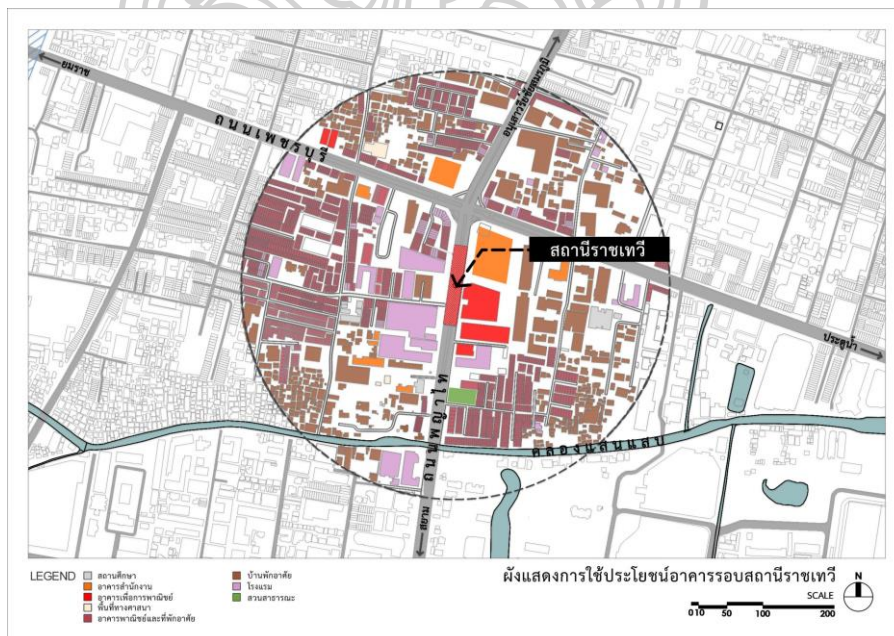 ยมราช
ถนนเพชรบุรี
อนุสาวรีย์ชัยสมรภูมิ
สถานีราชเทวี
ประตูน้ำ
ถนนพญาไท
คลองแสนแสบ
สยาม
LEGEND
สถานศึกษา
อาคารสำนักงาน
อาคารเพื่อการพาณิชย์
พื้นที่ทางศาสนา
อาคารพาณิชย์และที่พักอาศัย
บ้านพักอาศัย
โรงแรม
สวนสาธารณะ
ผังแสดงการใช้ประโยชน์อาคารรอบสถานีราชเทวี
N
SCALE
0 10 50 100 200